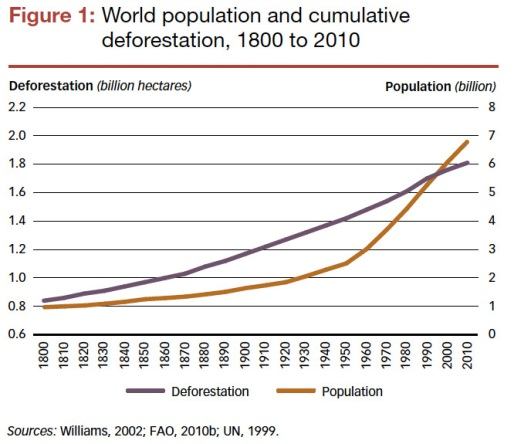 Figure 1: World population and cumulative
deforestation, 1800 to 2010
Deforestation (billion hectares) Population (billion)
2.2 8
2.0 7
1.8 6
1.6 5
1.4 4
1.2 3
1.0 2
0.8 1
0.6 0
1800 1810 1820 1830 1840 1850 1860 1870 1880 1890 1900 1910 1920 1930 1940 1950 1960 1970 1980 1990 2000 2010
Deforestation Population
Sources: Williams, 2002; FAO, 2010b; UN, 1999.